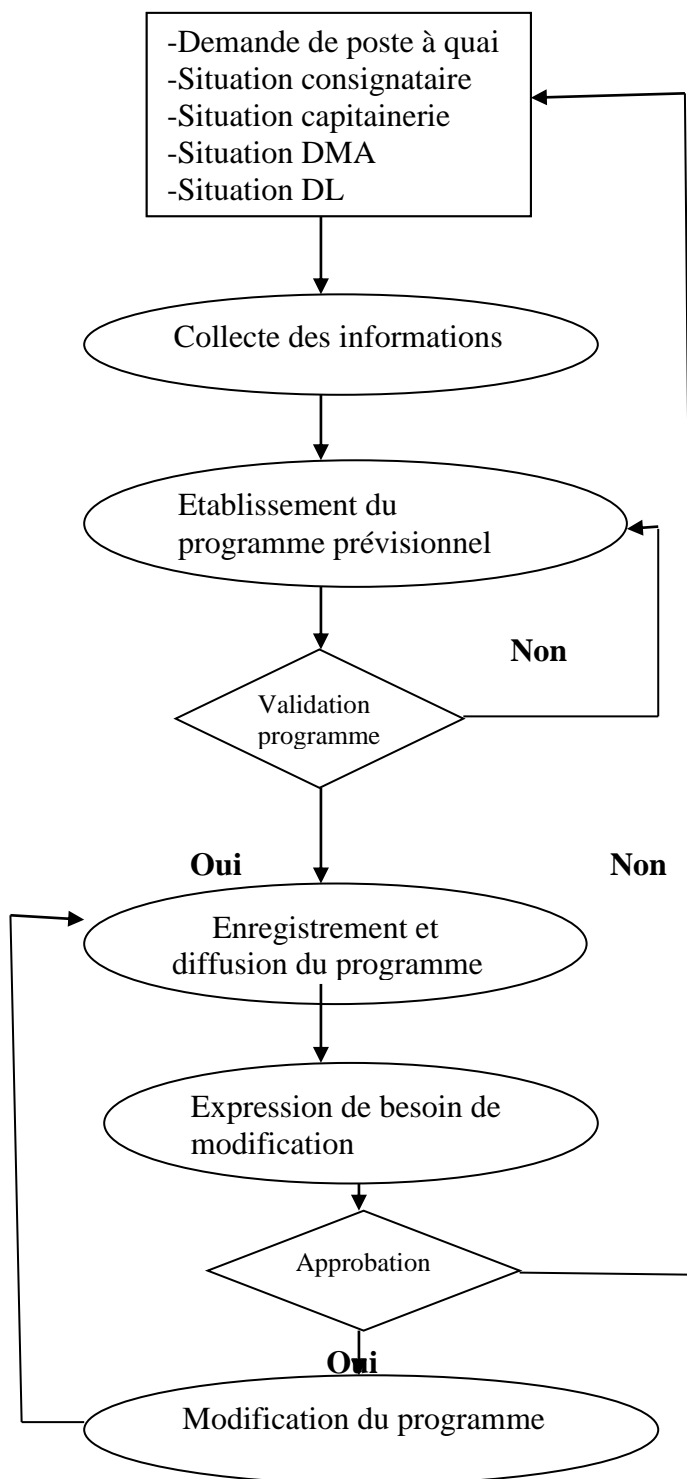 -Demande de poste à quai
-Situation consignataire
-Situation capitainerie
-Situation DMA
-Situation DL
Collecte des informations
Etablissement du
programme prévisionnel
Non
Validation
programme
Oui
Non
Enregistrement et
diffusion du programme
Expression de besoin de
modification
Approbation
Oui
Modification du programme